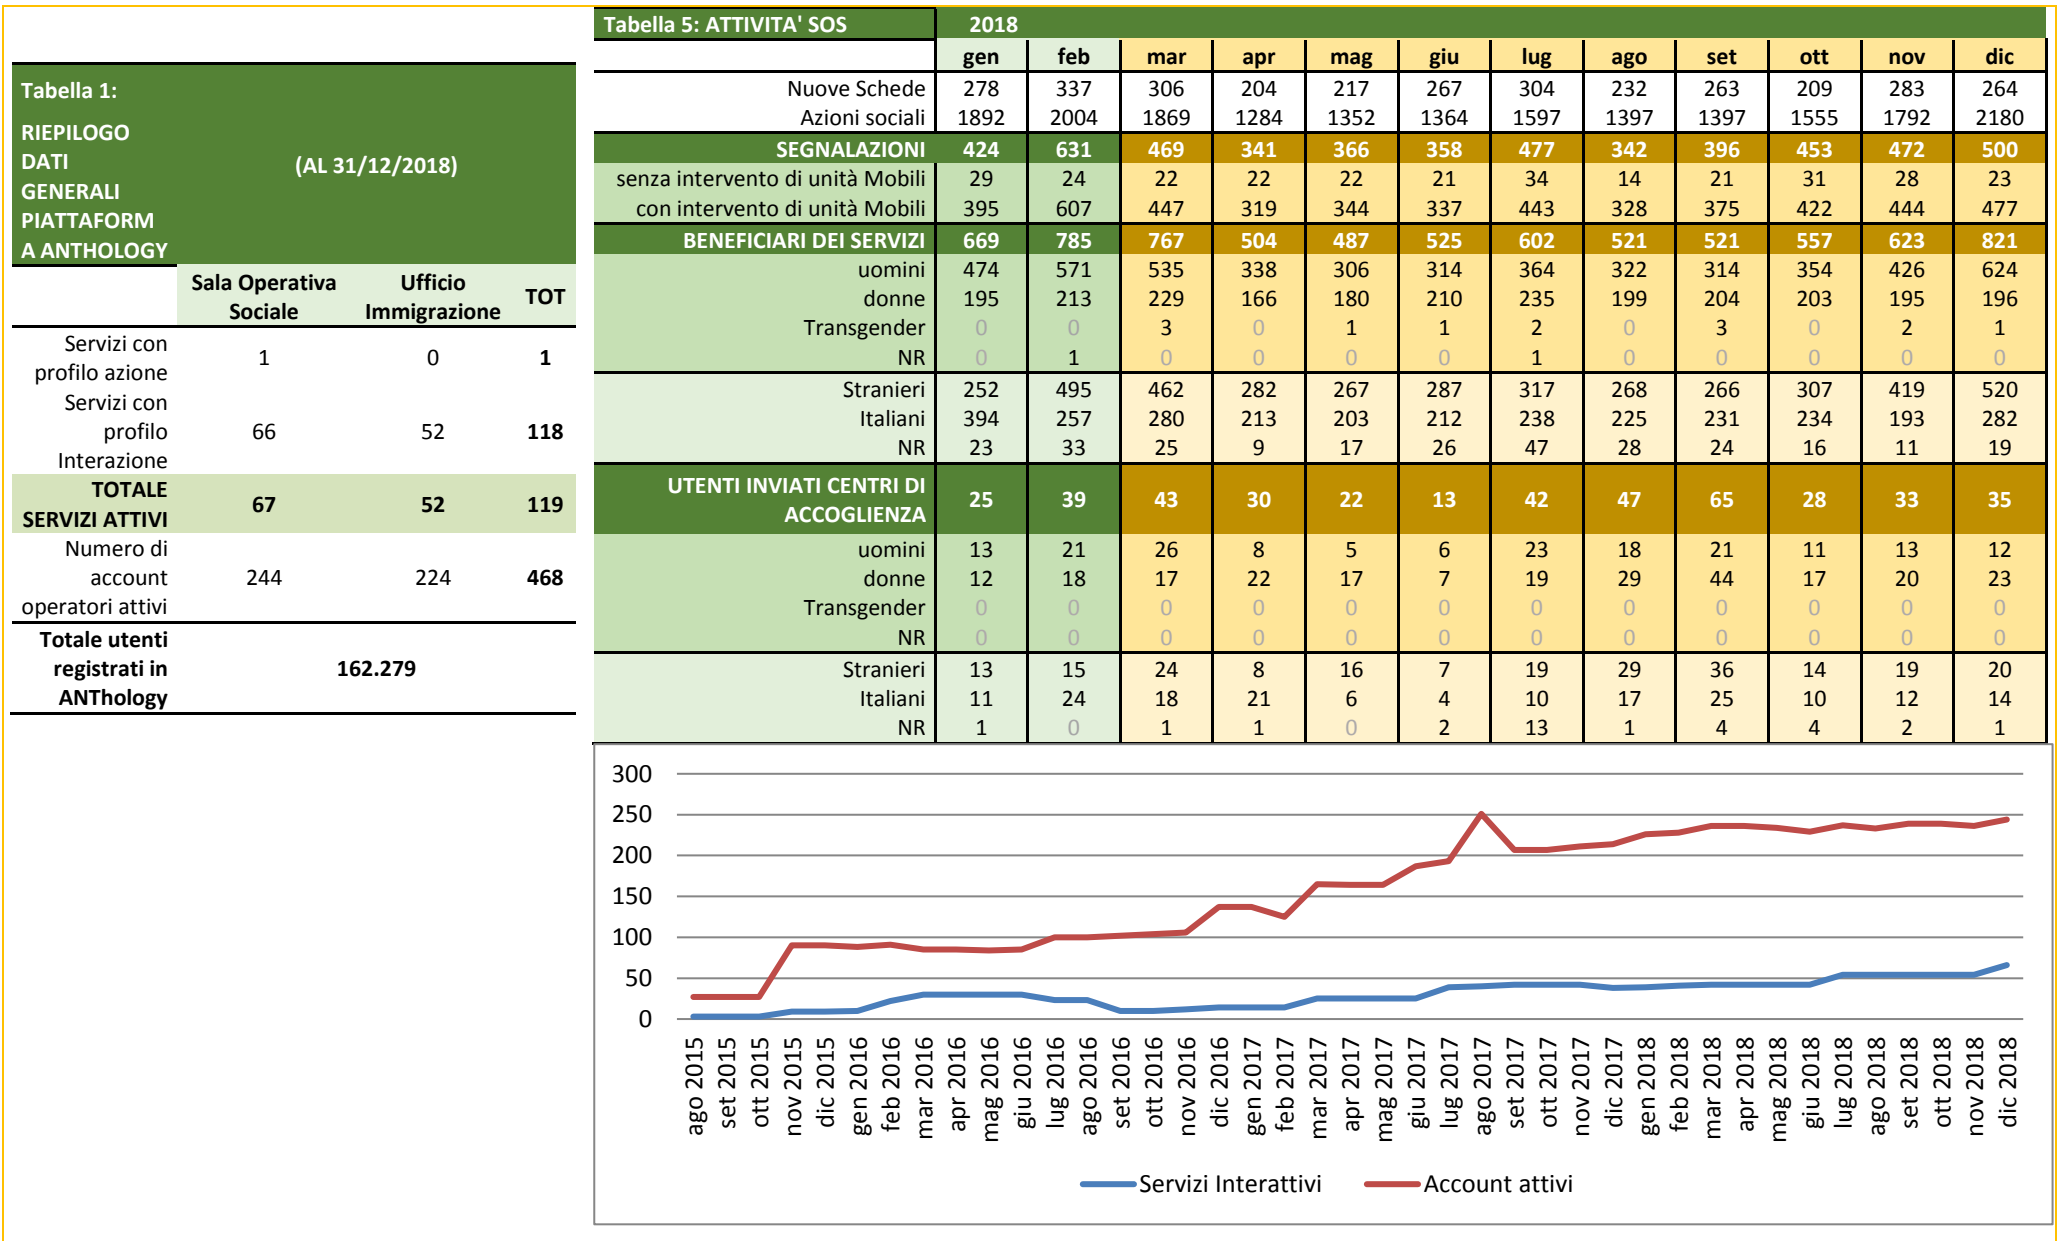 Tabella 1:
RIEPILOGO
DATI
GENERALI
PIATTAFORM
A ANTHOLOGY
(AL 31/12/2018)
Sala Operativa
Sociale
Ufficio
Immigrazione
TOT
Servizi con
profilo azione
1 0 1
Servizi con
profilo
Interazione
66 52 118
TOTALE
SERVIZI ATTIVI
67 52 119
Numero di
account
operatori attivi
244 224 468
Totale utenti
registrati in
ANThology
162.279
Tabella 5: ATTIVITA' SOS 2018
gen feb mar apr mag giu lug ago set ott nov dic
Nuove Schede 278 337 306 204 217 267 304 232 263 209 283 264
Azioni sociali 1892 2004 1869 1284 1352 1364 1597 1397 1397 1555 1792 2180
SEGNALAZIONI 424 631 469 341 366 358 477 342 396 453 472 500
senza intervento di unità Mobili 29 24 22 22 22 21 34 14 21 31 28 23
con intervento di unità Mobili 395 607 447 319 344 337 443 328 375 422 444 477
BENEFICIARI DEI SERVIZI 669 785 767 504 487 525 602 521 521 557 623 821
uomini 474 571 535 338 306 314 364 322 314 354 426 624
donne 195 213 229 166 180 210 235 199 204 203 195 196
Transgender 0 0 3 0 1 1 2 0 3 0 2 1
NR 0 1 0 0 0 0 1 0 0 0 0 0
Stranieri 252 495 462 282 267 287 317 268 266 307 419 520
Italiani 394 257 280 213 203 212 238 225 231 234 193 282
NR 23 33 25 9 17 26 47 28 24 16 11 19
UTENTI INVIATI CENTRI DI
ACCOGLIENZA
25 39 43 30 22 13 42 47 65 28 33 35
uomini 13 21 26 8 5 6 23 18 21 11 13 12
donne 12 18 17 22 17 7 19 29 44 17 20 23
Transgender 0 0 0 0 0 0 0 0 0 0 0 0
NR 0 0 0 0 0 0 0 0 0 0 0 0
Stranieri 13 15 24 8 16 7 19 29 36 14 19 20
Italiani 11 24 18 21 6 4 10 17 25 10 12 14
NR 1 0 1 1 0 2 13 1 4 4 2 1
300
250
200
150
100
50
0
ago 2015
set 2015
ott 2015
nov 2015
dic 2015
gen 2016
feb 2016
mar 2016
apr 2016
mag 2016
giu 2016
lug 2016
ago 2016
set 2016
ott 2016
nov 2016
dic 2016
gen 2017
feb 2017
mar 2017
apr 2017
mag 2017
giu 2017
lug 2017
ago 2017
set 2017
ott 2017
nov 2017
dic 2017
gen 2018
feb 2018
mar 2018
apr 2018
mag 2018
giu 2018
lug 2018
ago 2018
set 2018
ott 2018
nov 2018
dic 2018
Servizi Interattivi
Account attivi